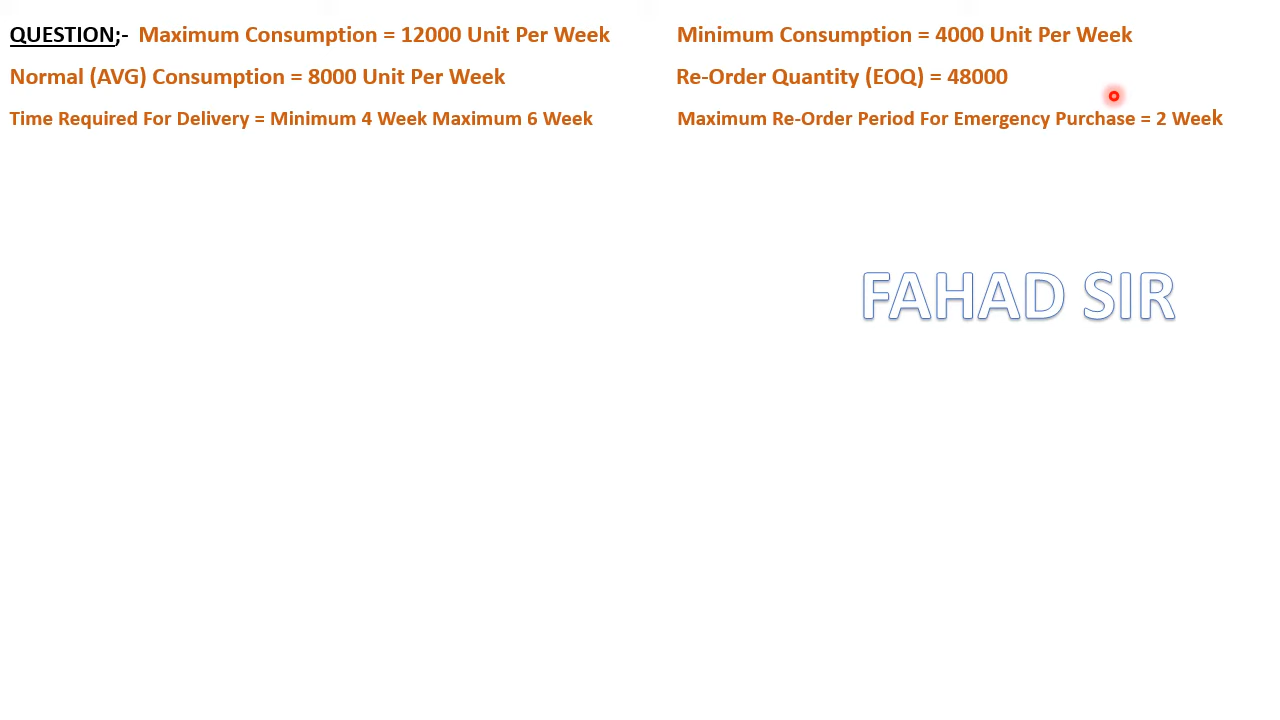 QUESTION;- Maximum Consumption = 12000 Unit Per Week Minimum Consumption = 4000 Unit Per Week
Normal (AVG) Consumption = 8000 Unit Per Week Re-Order Quantity (EOQ) = 48000
Time Required For Delivery = Minimum 4 Week Maximum 6 Week Maximum Re-Order Period For Emergency Purchase = 2 Week
FAHAD SIR